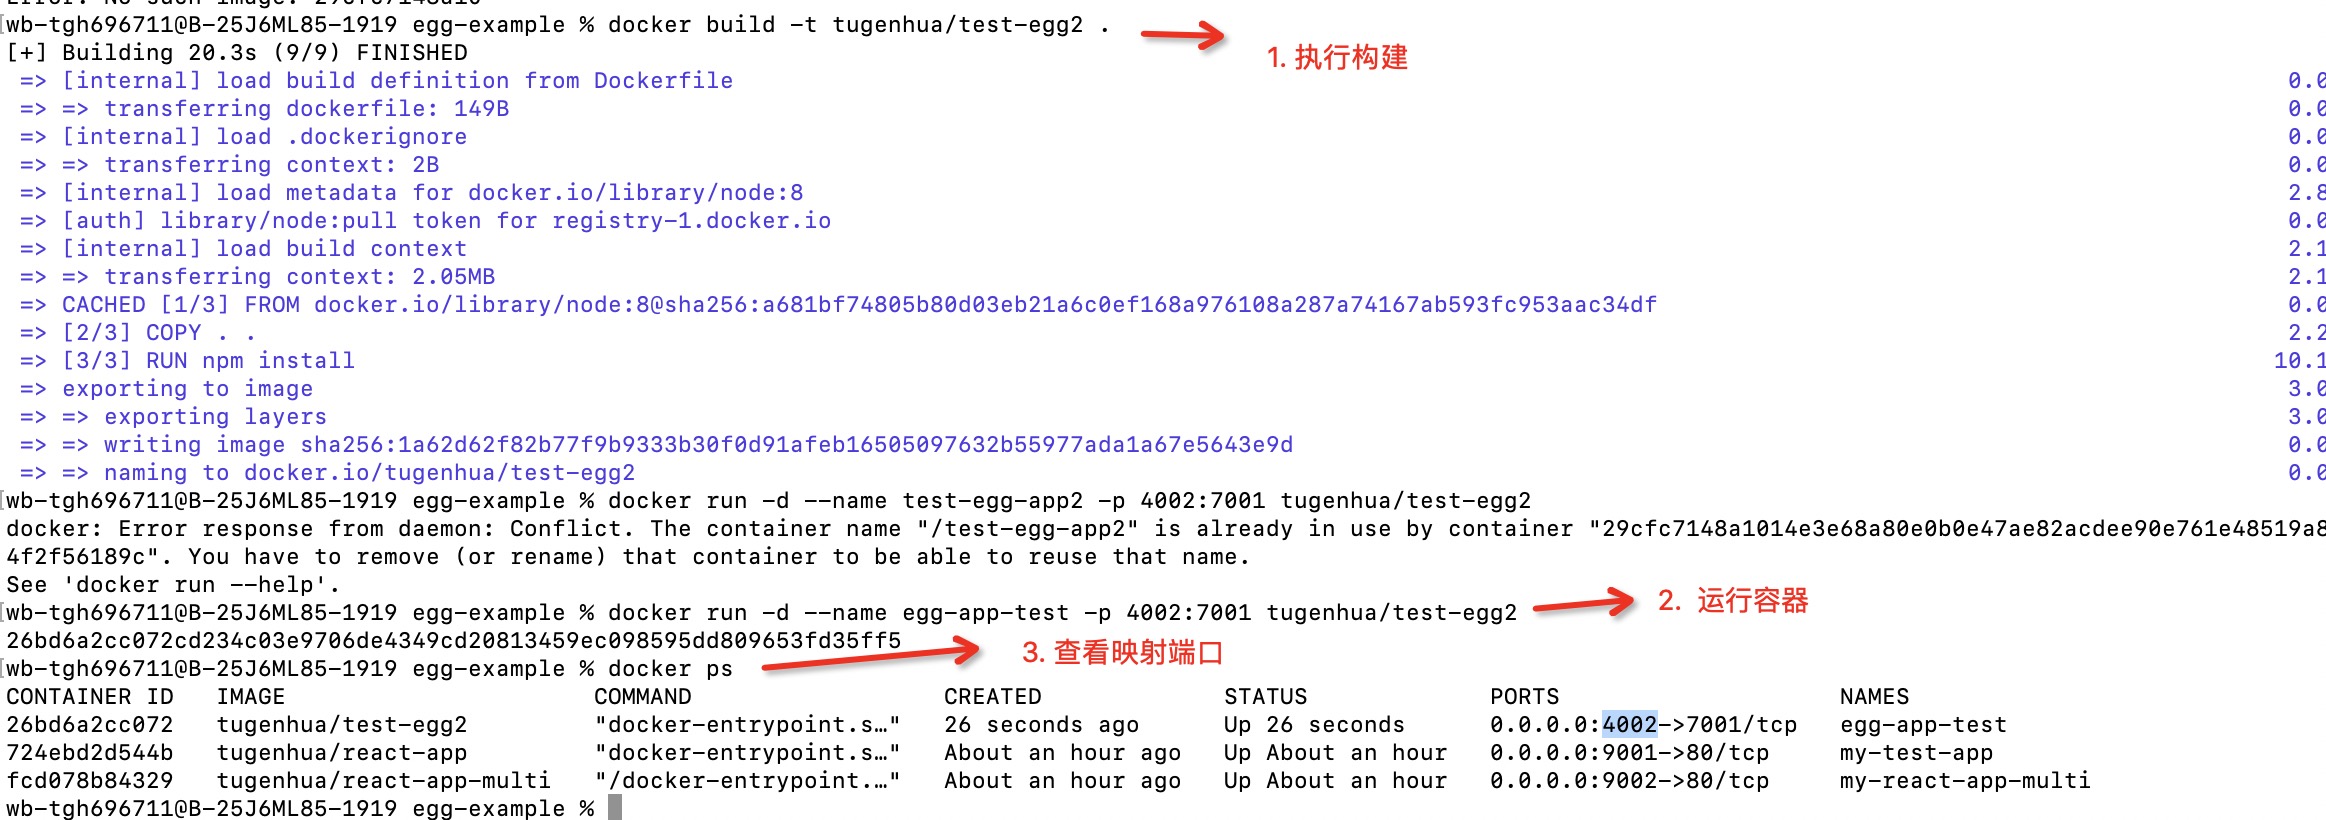 Error: No such image: 29cfc7148a10
[wb-tgh696711@B-25J6ML85-1919 egg-example % docker build -t tugenhua/test-egg2 .
1. 执行构建
[+] Building 20.3s (9/9) FINISHED
=> [internal] load build definition from Dockerfile 0.0
=> => transferring dockerfile: 149B 0.0
=> [internal] load .dockerignore 0.0
=> => transferring context: 2B 0.0
=> [internal] load metadata for docker.io/library/node:8 2.8
=> [auth] library/node:pull token for registry-1.docker.io 0.0
=> [internal] load build context 2.1
=> => transferring context: 2.05MB 2.1
=> CACHED [1/3] FROM docker.io/library/node:8@sha256:a681bf74805b80d03eb21a6c0ef168a976108a287a74167ab593fc953aac34df 0.0
=> [2/3] COPY . . 2.2
=> [3/3] RUN npm install 10.1
=> exporting to image 3.0
=> => exporting layers 3.0
=> => writing image sha256:1a62d62f82b77f9b9333b30f0d91afeb16505097632b55977ada1a67e5643e9d 0.0
=> => naming to docker.io/tugenhua/test-egg2 0.0
[wb-tgh696711@B-25J6ML85-1919 egg-example % docker run -d --name test-egg-app2 -p 4002:7001 tugenhua/test-egg2
docker: Error response from daemon: Conflict. The container name "/test-egg-app2" is already in use by container "29cfc7148a1014e3e68a80e0b0e47ae82acdee90e761e48519a8
4f2f56189c". You have to remove (or rename) that container to be able to reuse that name.
See 'docker run --help'.
[wb-tgh696711@B-25J6ML85-1919 egg-example % docker run -d --name egg-app-test -p 4002:7001 tugenhua/test-egg2
2. 运行容器
26bd6a2cc072cd234c03e9706de4349cd20813459ec098595dd809653fd35ff5
3. 查看映射端口
[wb-tgh696711@B-25J6ML85-1919 egg-example % docker ps
CONTAINER ID IMAGE COMMAND CREATED STATUS PORTS NAMES
26bd6a2cc072 tugenhua/test-egg2 "docker-entrypoint.s…" 26 seconds ago Up 26 seconds 0.0.0.0:4002->7001/tcp egg-app-test
724ebd2d544b tugenhua/react-app "docker-entrypoint.s…" About an hour ago Up About an hour 0.0.0.0:9001->80/tcp my-test-app
fcd078b84329 tugenhua/react-app-multi "/docker-entrypoint.…" About an hour ago Up About an hour 0.0.0.0:9002->80/tcp my-react-app-multi
wb-tgh696711@B-25J6ML85-1919 egg-example %